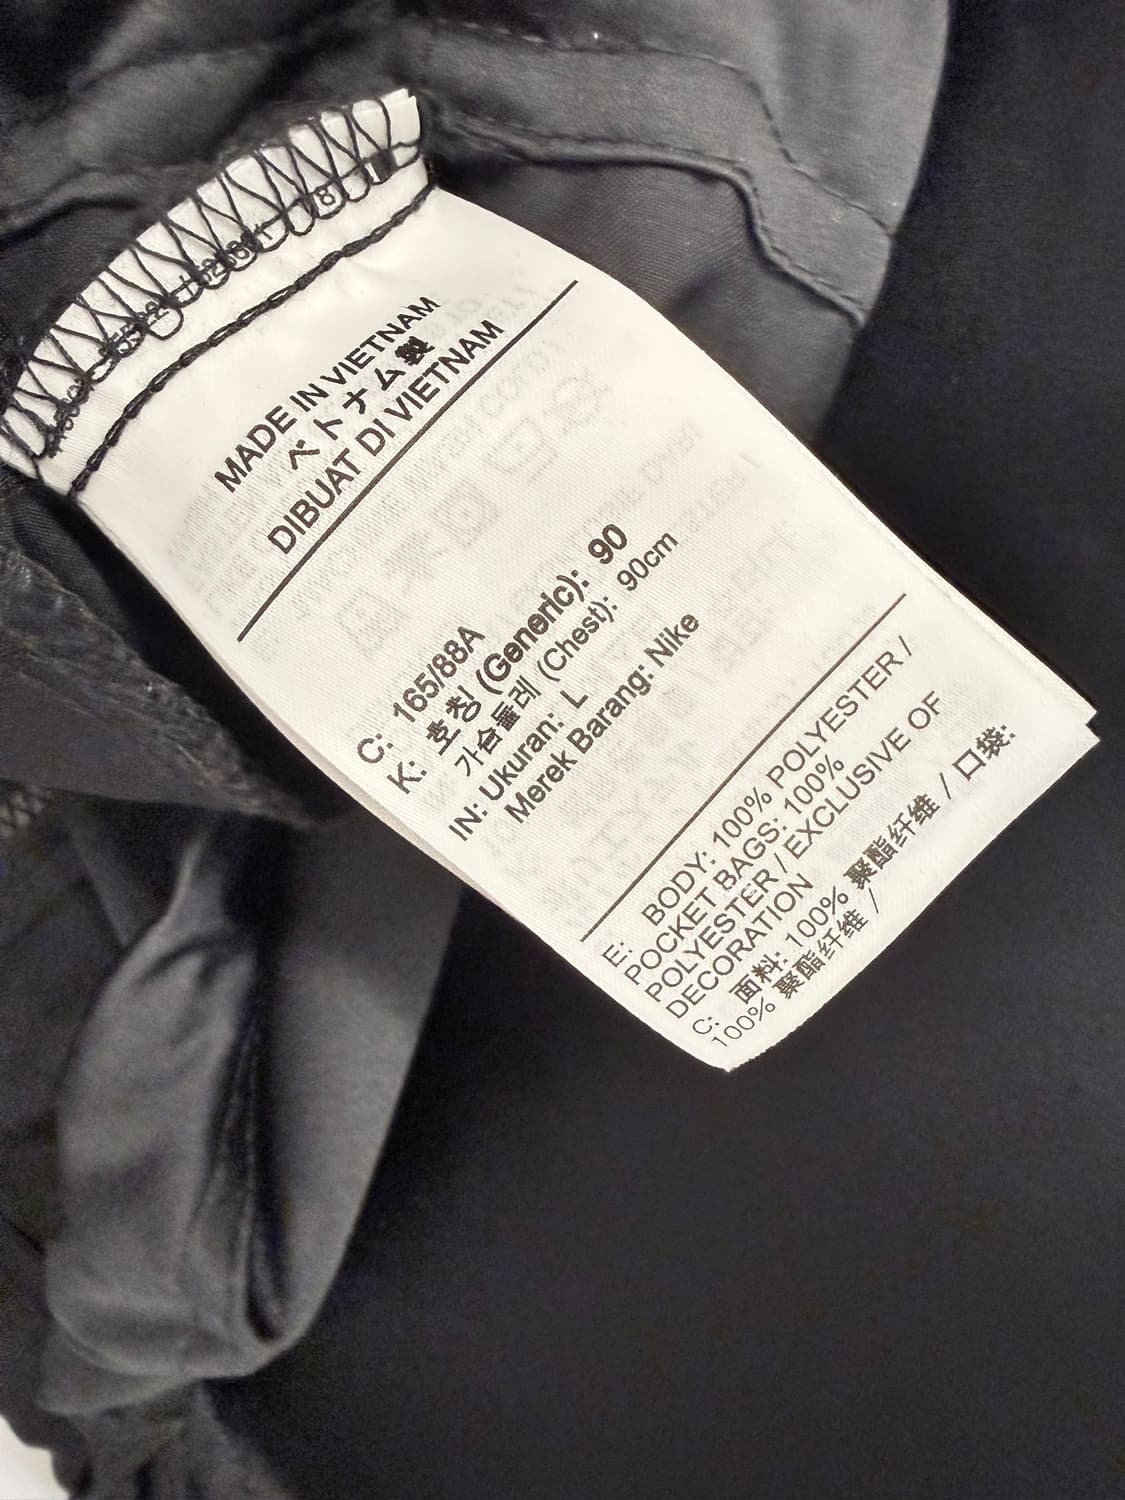 MADE IN VIETNAM
ベトナム製
DIBUAT DI VIETNAM
C: 165/88A
K: 호칭 (Generic): 90
가슴둘레 (Chest): 90cm
IN: Ukuran: L
Merek Barang: Nike
E: BODY: 100% POLYESTER /
POCKET BAGS: 100%
POLYESTER / EXCLUSIVE OF
DECORATION
C: 面料: 100% 聚酯纤维 / 口袋:
100% 聚酯纤维 /